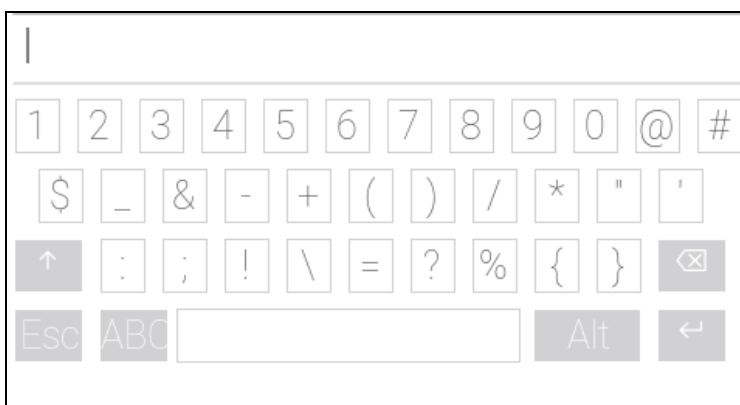 1 2 3 4 5 6 7 8 9 0 @ #
$ _ & - + ( ) / * " '
↑ : ; ! \ = ? % { } ⌫
Esc ABC Alt ↵